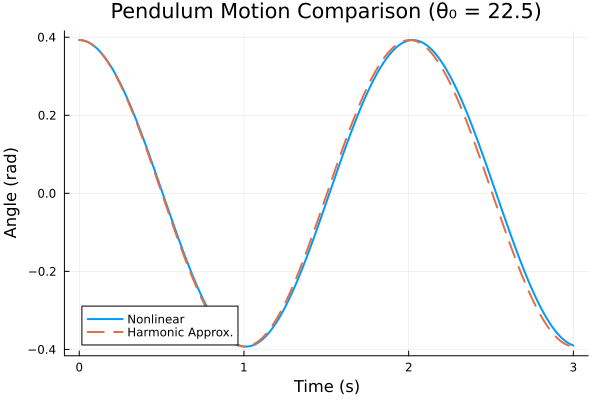 Pendulum Motion Comparison (θ₀ = 22.5)
0.4
0.2
0.0
−0.2
−0.4
Angle (rad)
Nonlinear
Harmonic Approx.
0 1 2 3
Time (s)